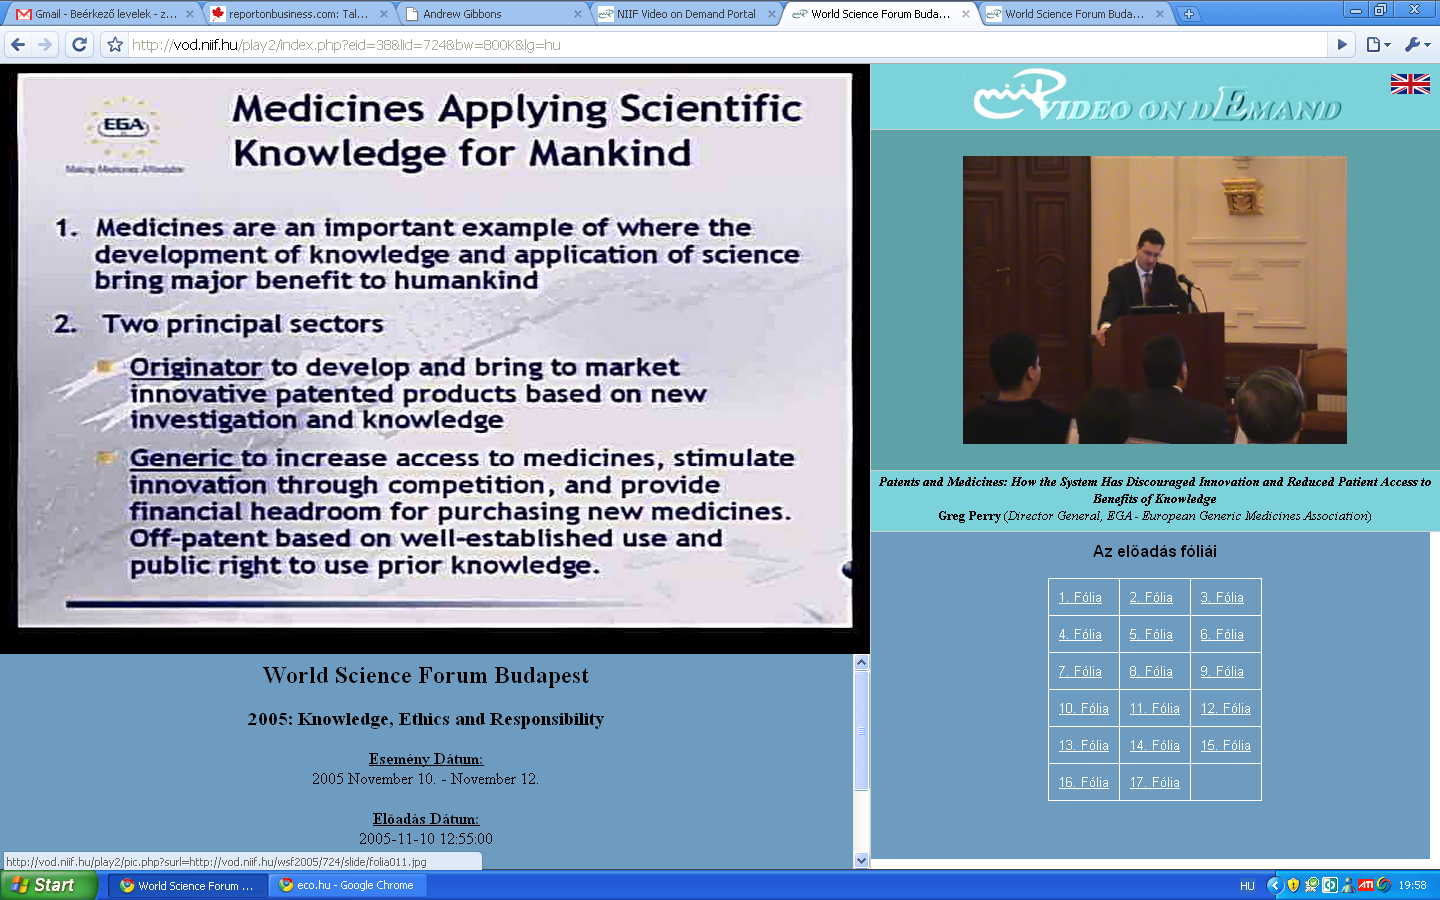 Gmail - Beérkező levelek - z...
reportonbusiness.com: Tal...
Andrew Gibbons
NIIF Video on Demand Portal
World Science Forum Buda...
World Science Forum Buda...
http://vod.niif.hu/play2/index.php?eid=38&lid=724&bw=800K&lg=hu
EGA
Making Medicines Affordable
Medicines Applying Scientific
Knowledge for Mankind
1. Medicines are an important example of where the
development of knowledge and application of science
bring major benefit to humankind
2. Two principal sectors
Originator to develop and bring to market
innovative patented products based on new
investigation and knowledge
Generic to increase access to medicines, stimulate
innovation through competition, and provide
financial headroom for purchasing new medicines.
Off-patent based on well-established use and
public right to use prior knowledge.
World Science Forum Budapest
2005: Knowledge, Ethics and Responsibility
Esemény Dátum:
2005 November 10. - November 12.
Előadás Dátum:
2005-11-10 12:55:00
http://vod.niif.hu/play2/pic.php?surl=http://vod.niif.hu/wsf2005/724/slide/folia011.jpg
niif VIDEO ON dEMAND
Patents and Medicines: How the System Has Discouraged Innovation and Reduced Patient Access to
Benefits of Knowledge
Greg Perry (Director General, EGA - European Generic Medicines Association)
Az előadás fóliái
1. Fólia 2. Fólia 3. Fólia
4. Fólia 5. Fólia 6. Fólia
7. Fólia 8. Fólia 9. Fólia
10. Fólia 11. Fólia 12. Fólia
13. Fólia 14. Fólia 15. Fólia
16. Fólia 17. Fólia
Start
World Science Forum ...
eco.hu - Google Chrome
HU
ATI
19:58